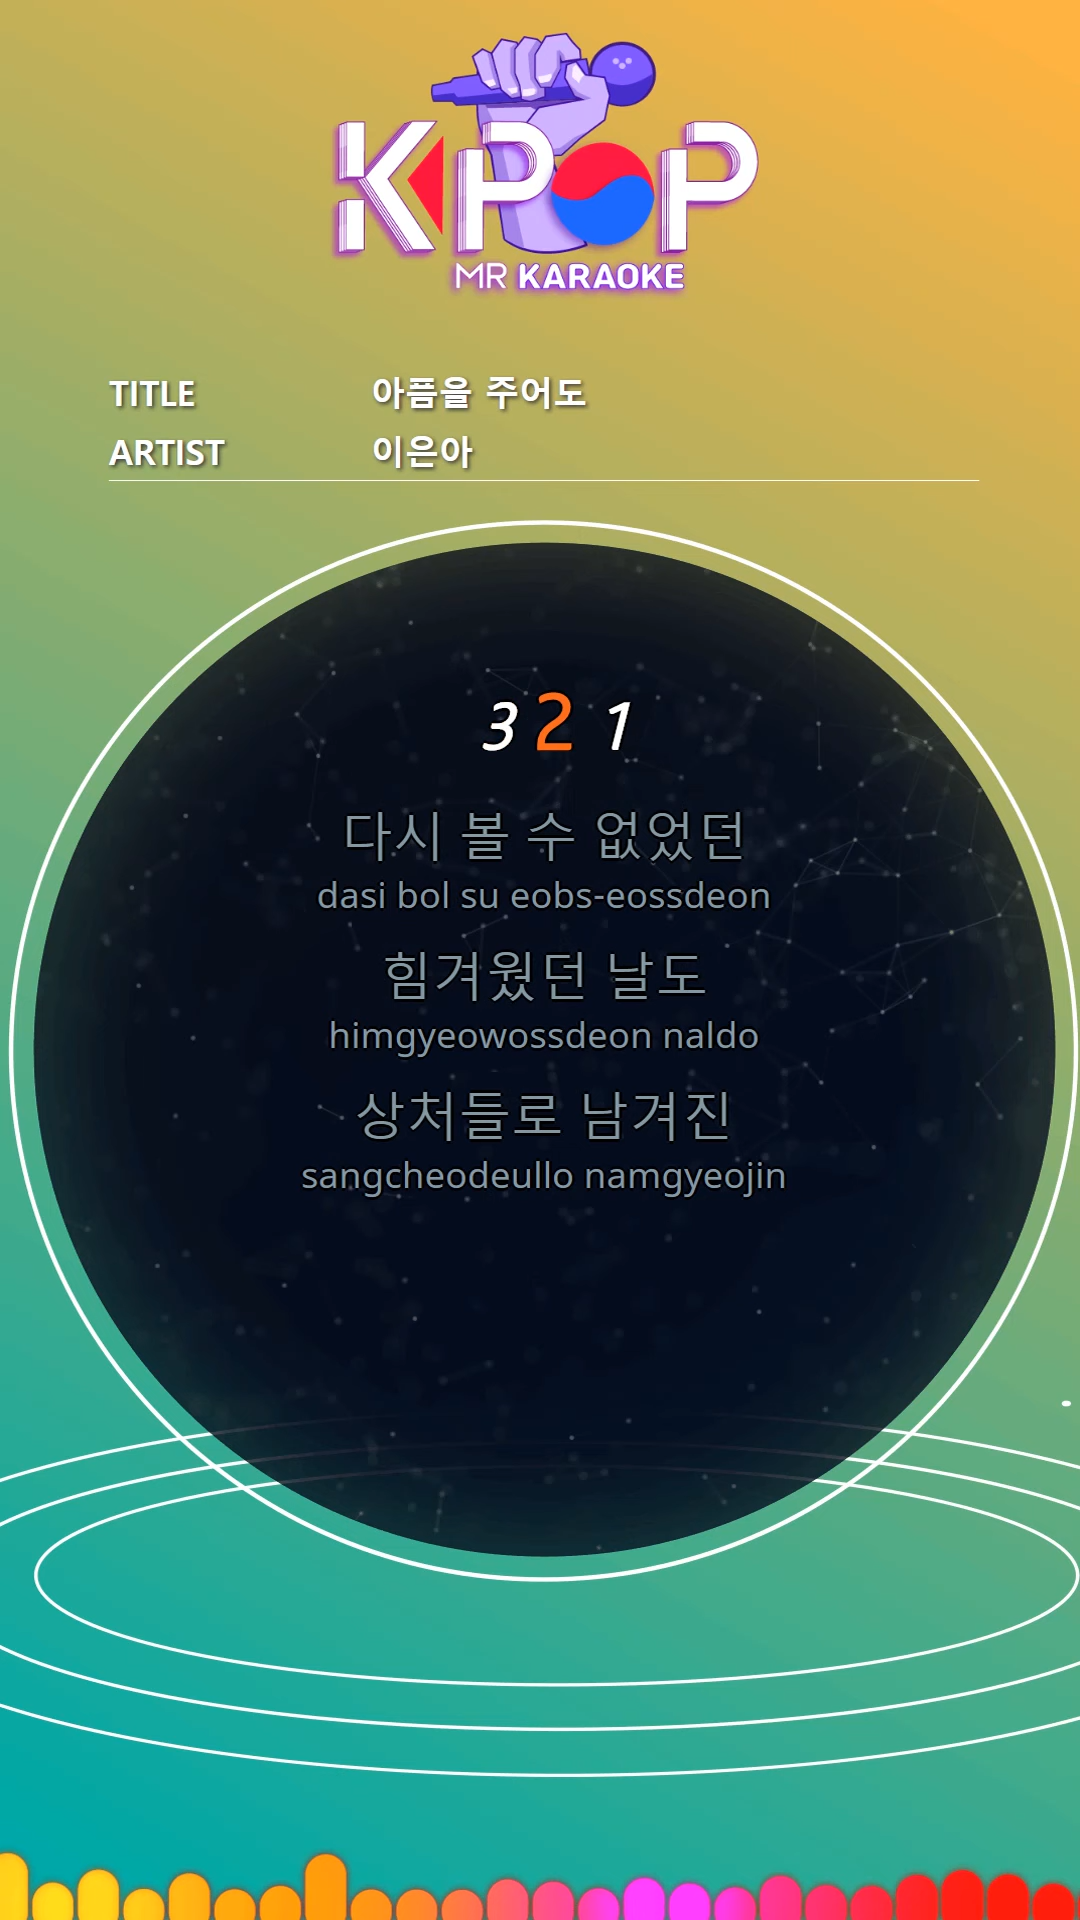 KPOP
MR KARAOKE
TITLE 아픔을 주어도
ARTIST 이은아
3 2 1
다시 볼 수 없었던
dasi bol su eobs-eossdeon
힘겨웠던 날도
himgyeowossdeon naldo
상처들로 남겨진
sangcheodeullo namgyeojin